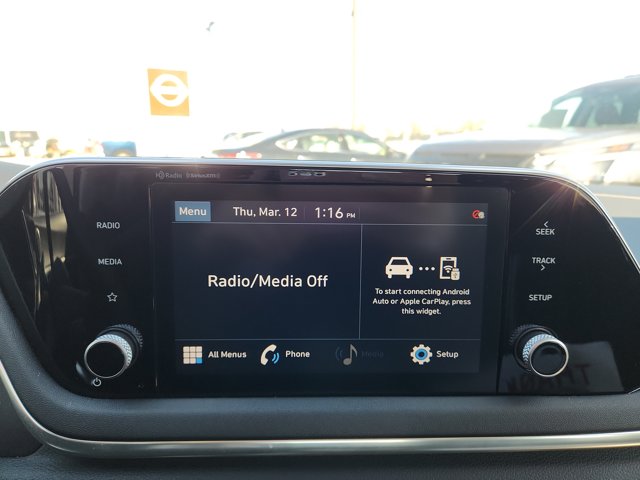 HD Radio SiriusXM
Menu Thu, Mar. 12 1:16 PM
RADIO
MEDIA
Radio/Media Off
To start connecting Android
Auto or Apple CarPlay, press
this widget.
All Menus Phone Media Setup
SEEK
TRACK
SETUP